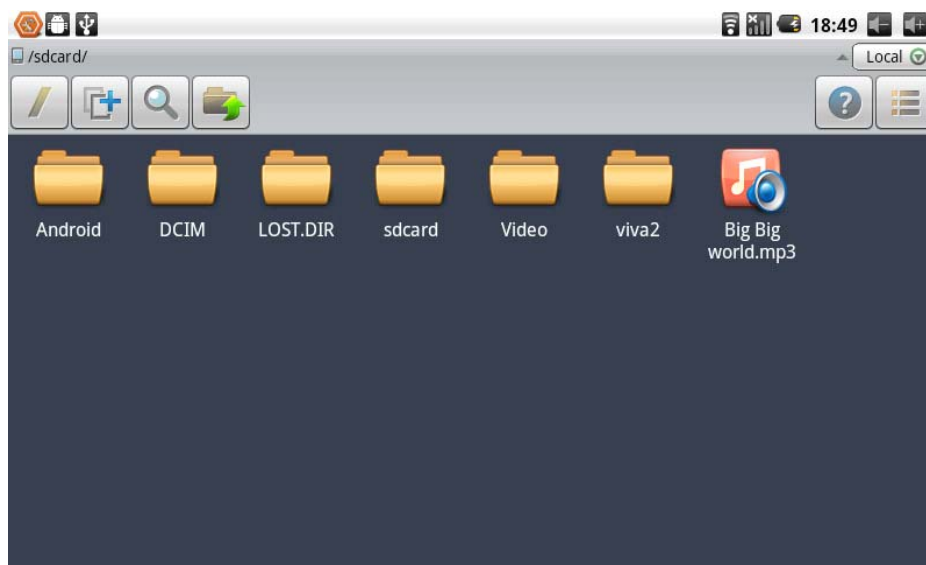 18:49
/sdcard/
Local
Android
DCIM
LOST.DIR
sdcard
Video
viva2
Big Big
world.mp3